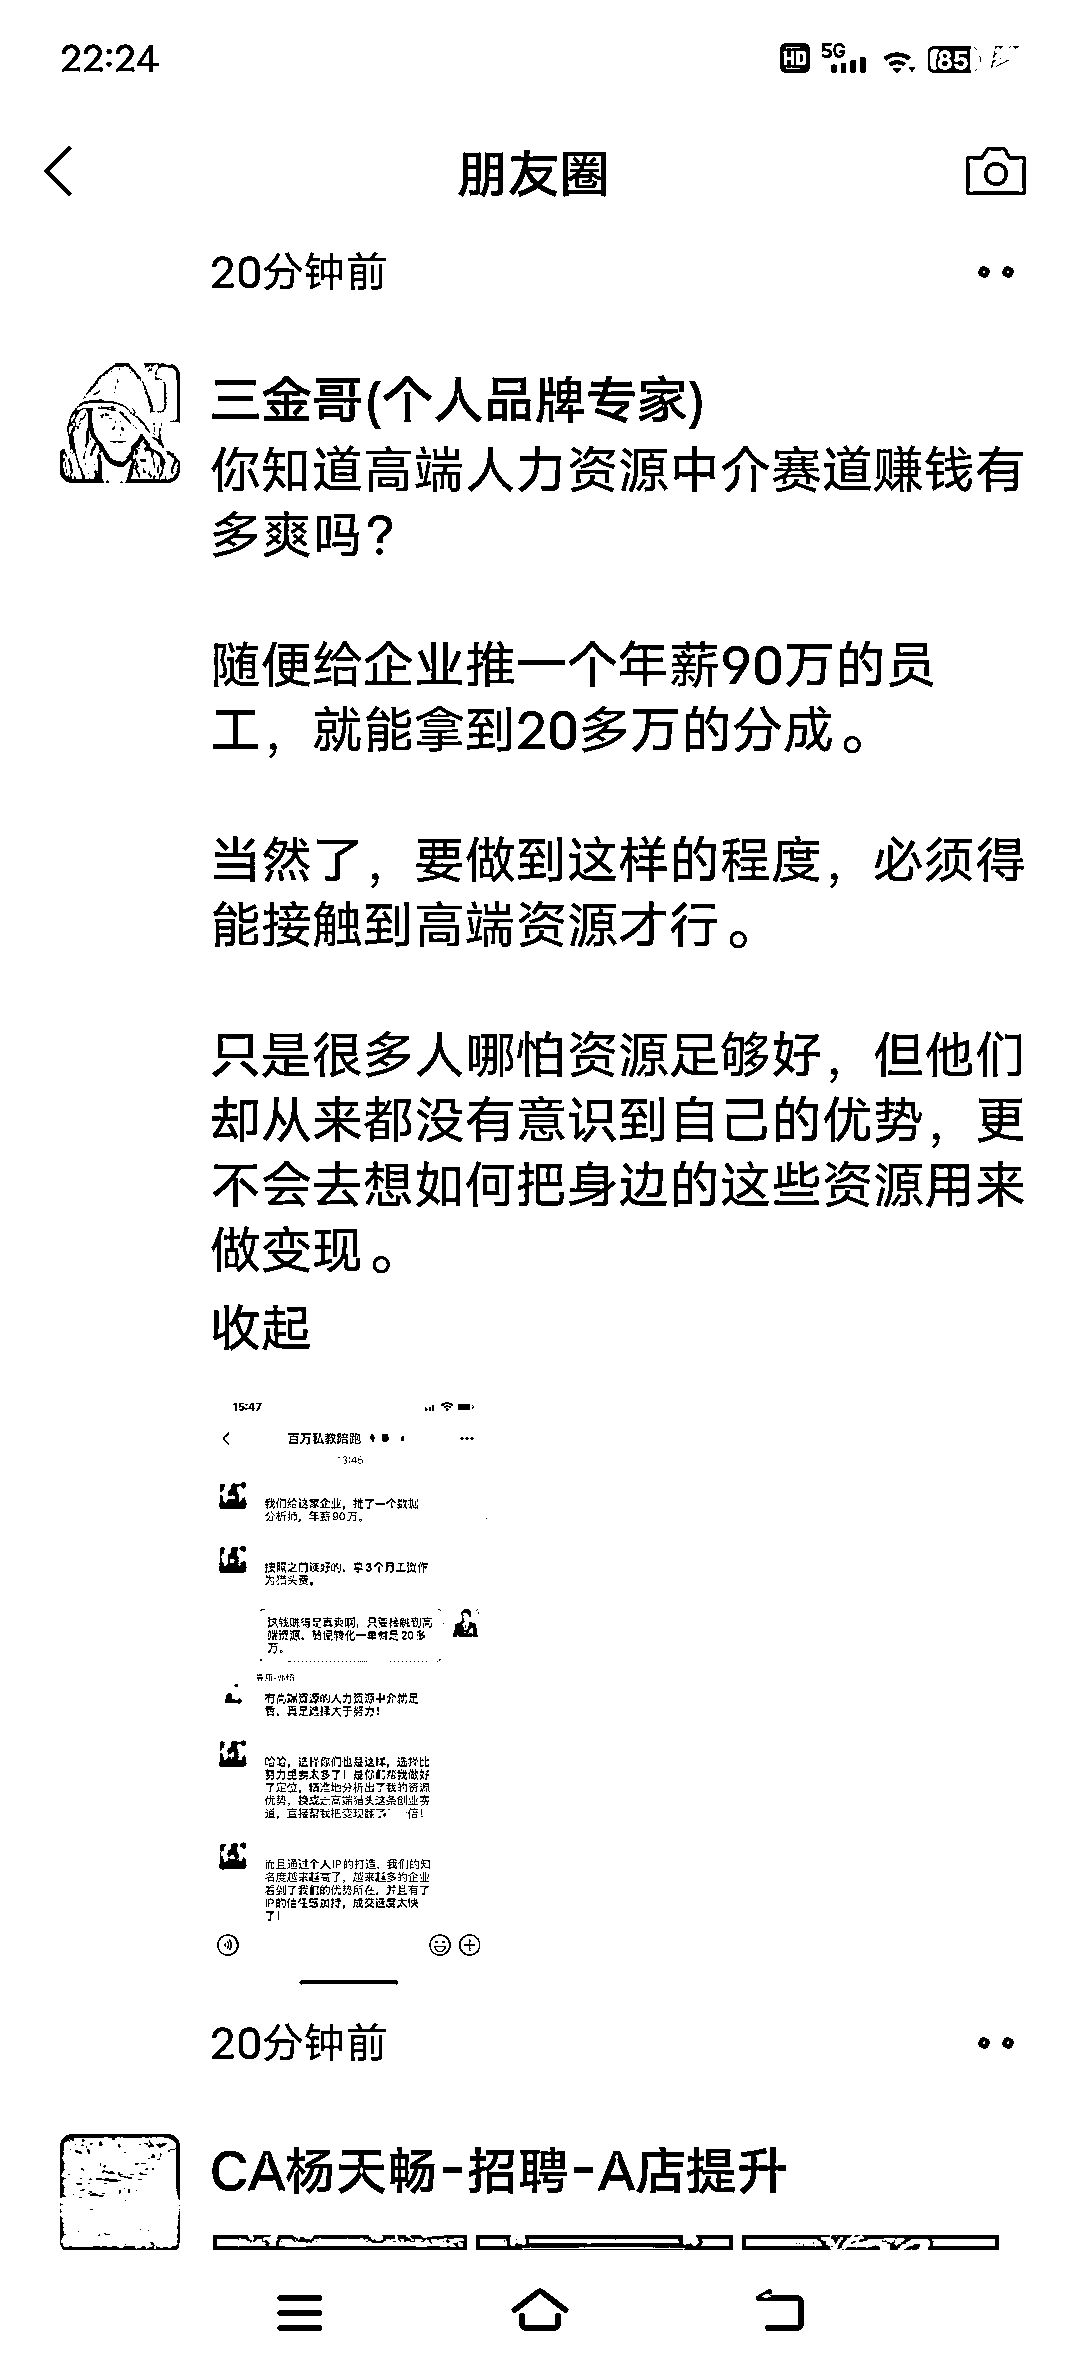 22:24
HD 5G 85
朋友圈
20分钟前
三金哥(个人品牌专家)
你知道高端人力资源中介赛道赚钱有
多爽吗?
随便给企业推一个年薪90万的员
工，就能拿到20多万的分成。
当然了，要做到这样的程度，必须得
能接触到高端资源才行。
只是很多人哪怕资源足够好，但他们
却从来都没有意识到自己的优势，更
不会去想如何把身边的这些资源用来
做变现。
收起
15:47
百万私教陪跑
13:46
我们给这家企业，推了一个数据
分析师，年薪90万。
按照之前谈好的，拿3个月工资作
为猎头费。
这钱赚得是真爽啊，只要接触到高
端资源，随便转化一单就是20多
万。
有高端资源的人力资源中介就是
香，真是选择大于努力!
哈哈，选择你们也是这样，选择比
努力重要太多了! 是你们帮我做好
了定位，精准地分析出了我的资源
优势，换成走高端猎头这条创业赛
道，直接帮我把变现翻了 倍!
而且通过个人IP的打造，我们的知
名度越来越高了，越来越多的企业
看到了我们的优势所在，并且有了
IP的信任感加持，成交速度太快
了!
20分钟前
CA杨天畅-招聘-A店提升